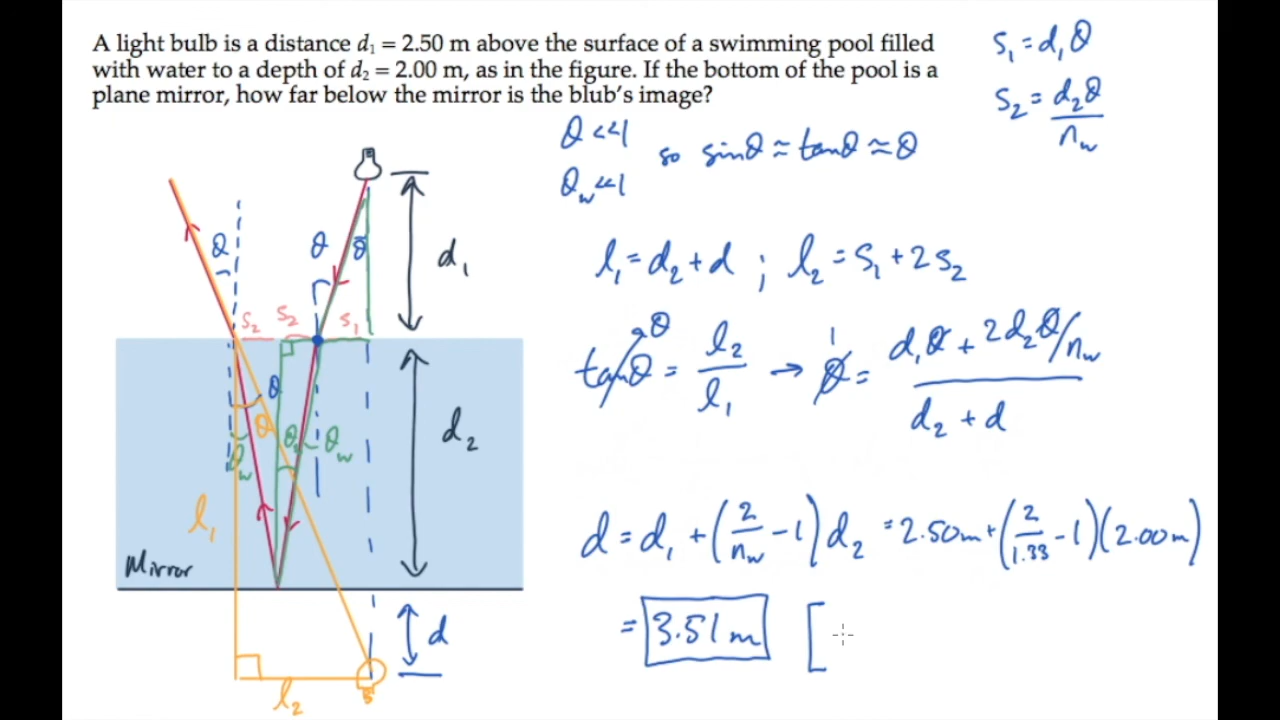 A light bulb is a distance d₁ = 2.50 m above the surface of a swimming pool filled
with water to a depth of d₂ = 2.00 m, as in the figure. If the bottom of the pool is a
plane mirror, how far below the mirror is the blub's image?
s₁ = d₁θ
s₂ = d₂θ/n_w
θ <<1
θ_w <<1
so sinθ ≈ tanθ ≈ θ
l₁ = d₂ + d ; l₂ = s₁ + 2s₂
tanθ θ = l₂/l₁ → θ 1 = (d₁θ + 2d₂θ/n_w)/(d₂ + d)
d = d₁ + (2/n_w - 1) d₂ = 2.50m + (2/1.33 - 1)(2.00m)
= 3.51 m [
θ
θ
θ
d₁
s₂
s₂
s₁
θ
θ
θ_w
θ
θ_w
d₂
l₁
Mirror
d
l₂